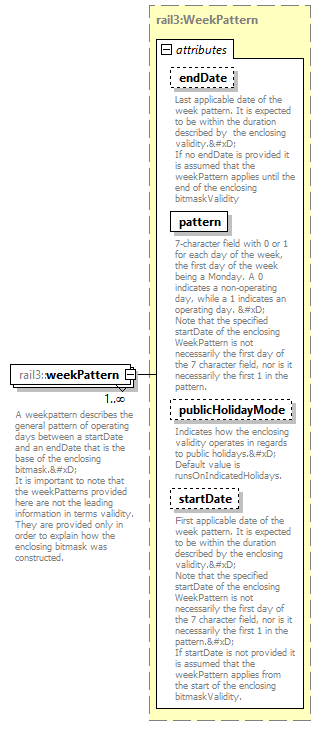 rail3:WeekPattern
attributes
endDate
Last applicable date of the
week pattern. It is expected
to be within the duration
described by  the enclosing
validity.&#xD;
If no endDate is provided it
is assumed that the
weekPattern applies until the
end of the enclosing
bitmaskValidity
pattern
7-character field with 0 or 1
for each day of the week,
the first day of the week
being a Monday. A 0
indicates a non-operating
day, while a 1 indicates an
operating day. &#xD;
Note that the specified
startDate of the enclosing
WeekPattern is not
necessarily the first day of
the 7 character field, nor is it
necessarily the first 1 in the
pattern.
rail3::weekPattern
1..∞
A weekpattern describes the
general pattern of operating
days between a startDate
and an endDate that is the
base of the enclosing
bitmask.&#xD;
It is important to note that
the weekPatterns provided
here are not the leading
information in terms validity.
They are provided only in
order to explain how the
enclosing bitmask was
constructed.
publicHolidayMode
Indicates how the enclosing
validity operates in regards
to public holidays.&#xD;
Default value is
runsOnIndicatedHolidays.
startDate
First applicable date of the
week pattern. It is expected
to be within the duration
described by the enclosing
validity.&#xD;
Note that the specified
startDate of the enclosing
WeekPattern is not
necessarily the first day of
the 7 character field, nor is it
necessarily the first 1 in the
pattern.&#xD;
If startDate is not provided it
is assumed that the
weekPattern applies from
the start of the enclosing
bitmaskValidity.